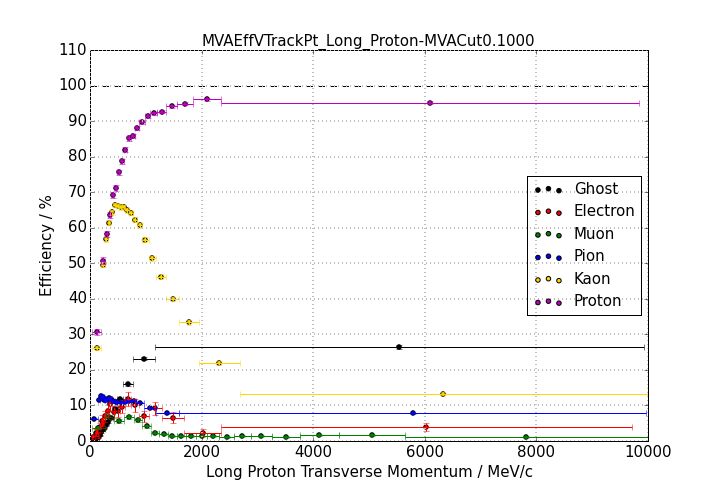 MVAEffVTrackPt_Long_Proton-MVACut0.1000
110
100
90
80
70
60
50
40
30
20
10
0
Efficiency / %
Ghost
Electron
Muon
Pion
Kaon
Proton
0 2000 4000 6000 8000 10000
Long Proton Transverse Momentum / MeV/c